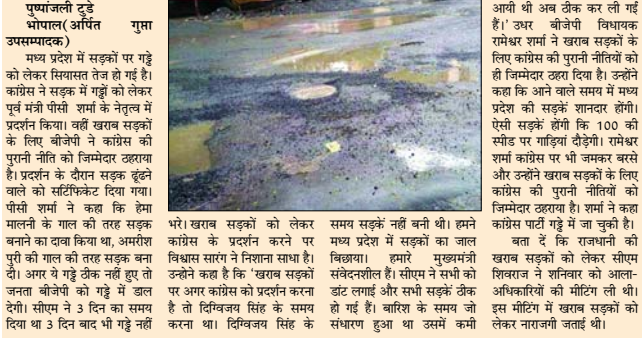 पुष्पांजली टुडे
भोपाल(अर्पित गुप्ता
उपसम्पादक)
मध्य प्रदेश में सड़कों पर गड्ढे
को लेकर सियासत तेज हो गई है।
कांग्रेस ने सड़क में गड्ढों को लेकर
पूर्व मंत्री पीसी शर्मा के नेतृत्व में
प्रदर्शन किया। वहीं खराब सड़कों
के लिए बीजेपी ने कांग्रेस की
पुरानी नीति को जिम्मेदार ठहराया
है। प्रदर्शन के दौरान सड़क ढूंढने
वाले को सर्टिफिकेट दिया गया।
पीसी शर्मा ने कहा कि हेमा
मालनी के गाल की तरह सड़क
बनाने का दावा किया था, अमरीश
पुरी की गाल की तरह सड़क बना
दी। अगर ये गड्ढे ठीक नहीं हुए तो
जनता बीजेपी को गड्ढे में डाल
देगी। सीएम ने 3 दिन का समय
दिया था 3 दिन बाद भी गड्ढे नहीं
भरे। खराब सड़कों को लेकर
कांग्रेस के प्रदर्शन करने पर
विश्वास सारंग ने निशाना साधा है।
उन्होने कहा है कि 'खराब सड़कों
पर अगर कांग्रेस को प्रदर्शन करना
है तो दिग्विजय सिंह के समय
करना था। दिग्विजय सिंह के
समय सड़कें नहीं बनी थी। हमने
मध्य प्रदेश में सड़कों का जाल
बिछाया। हमारे मुख्यमंत्री
संवेदनशील हैं। सीएम ने सभी को
डांट लगाई और सभी सड़कें ठीक
हो गई हैं। बारिश के समय जो
संधारण हुआ था उसमें कमी
आयी थी अब ठीक कर ली गई
हैं।' उधर बीजेपी विधायक
रामेश्वर शर्मा ने खराब सड़कों के
लिए कांग्रेस की पुरानी नीतियों को
ही जिम्मेदार ठहरा दिया है। उन्होंने
कहा कि आने वाले समय में मध्य
प्रदेश की सड़कें शानदार होंगी।
ऐसी सड़कें होंगी कि 100 की
स्पीड पर गाड़ियां दौड़ेगी। रामेश्वर
शर्मा कांग्रेस पर भी जमकर बरसे
और उन्होंने खराब सड़कों के लिए
कांग्रेस की पुरानी नीतियों को
जिम्मेदार ठहराया है। शर्मा ने कहा
कांग्रेस पार्टी गड्ढे में जा चुकी है।
बता दें कि राजधानी की
खराब सड़कों को लेकर सीएम
शिवराज ने शनिवार को आला-
अधिकारियों की मीटिंग ली थी।
इस मीटिंग में खराब सड़कों को
लेकर नाराजगी जताई थी।